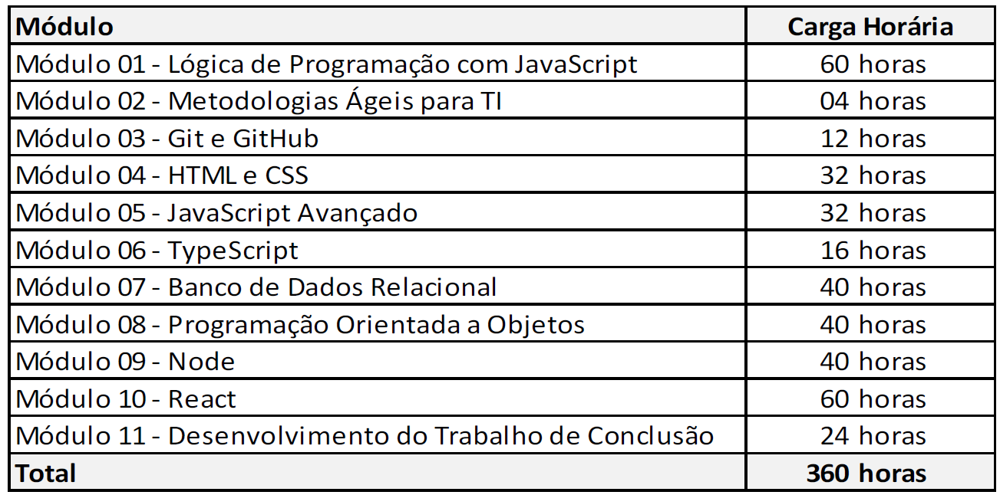 Módulo Carga Horária
Módulo 01 - Lógica de Programação com JavaScript 60 horas
Módulo 02 - Metodologias Ágeis para TI 04 horas
Módulo 03 - Git e GitHub 12 horas
Módulo 04 - HTML e CSS 32 horas
Módulo 05 - JavaScript Avançado 32 horas
Módulo 06 - TypeScript 16 horas
Módulo 07 - Banco de Dados Relacional 40 horas
Módulo 08 - Programação Orientada a Objetos 40 horas
Módulo 09 - Node 40 horas
Módulo 10 - React 60 horas
Módulo 11 - Desenvolvimento do Trabalho de Conclusão 24 horas
Total 360 horas